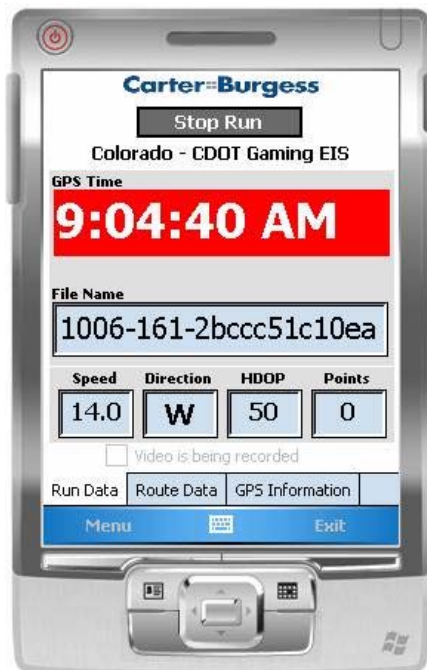 Carter=Burgess
Stop Run
Colorado - CDOT Gaming EIS
GPS Time
9:04:40 AM
File Name
1006-161-2bccc51c10ea
Speed Direction HDOP Points
14.0 W 50 0
Video is being recorded
Run Data Route Data GPS Information
Menu Exit